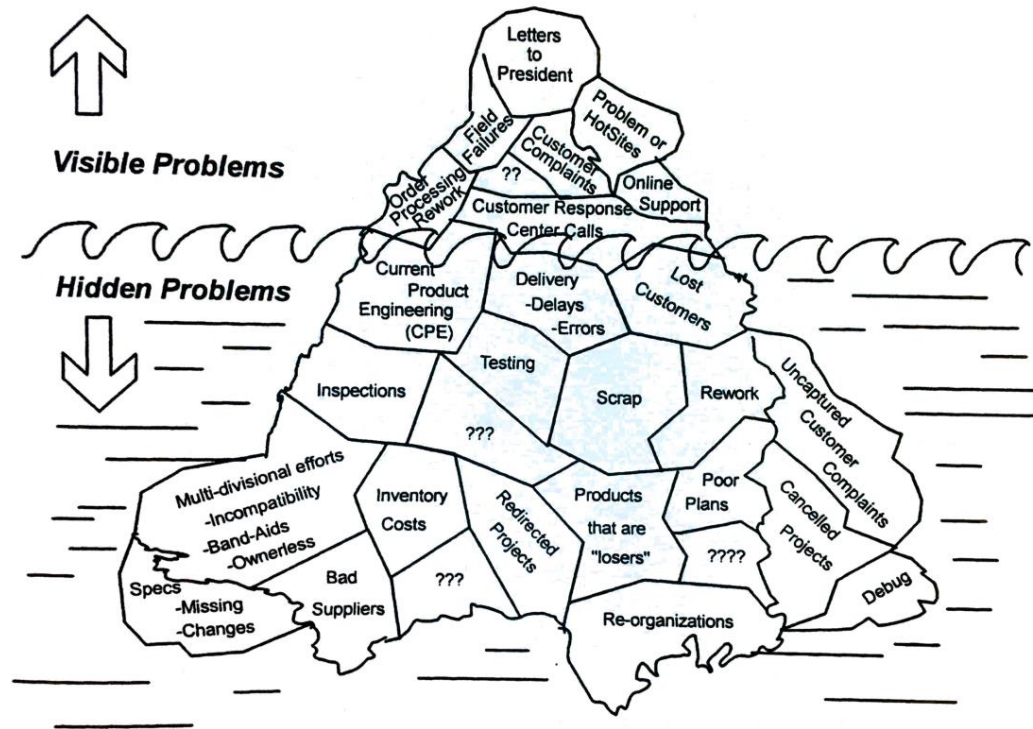 Letters
to
President
Problem or
HotSites
Field
Failures
Customer
Complaints
??
Visible Problems
Order
Processing
Rework
Online
Support
Customer Response
Center Calls
Hidden Problems
Current
Product
Engineering
(CPE)
Delivery
-Delays
-Errors
Lost
Customers
Inspections
Testing
Scrap
Rework
Uncaptured
Customer
Complaints
???
Multi-divisional efforts
-Incompatibility
-Band-Aids
-Ownerless
Inventory
Costs
Redirected
Projects
Products
that are
"losers"
Poor
Plans
????
Cancelled
Projects
Debug
Specs
-Missing
-Changes
Bad
Suppliers
???
Re-organizations